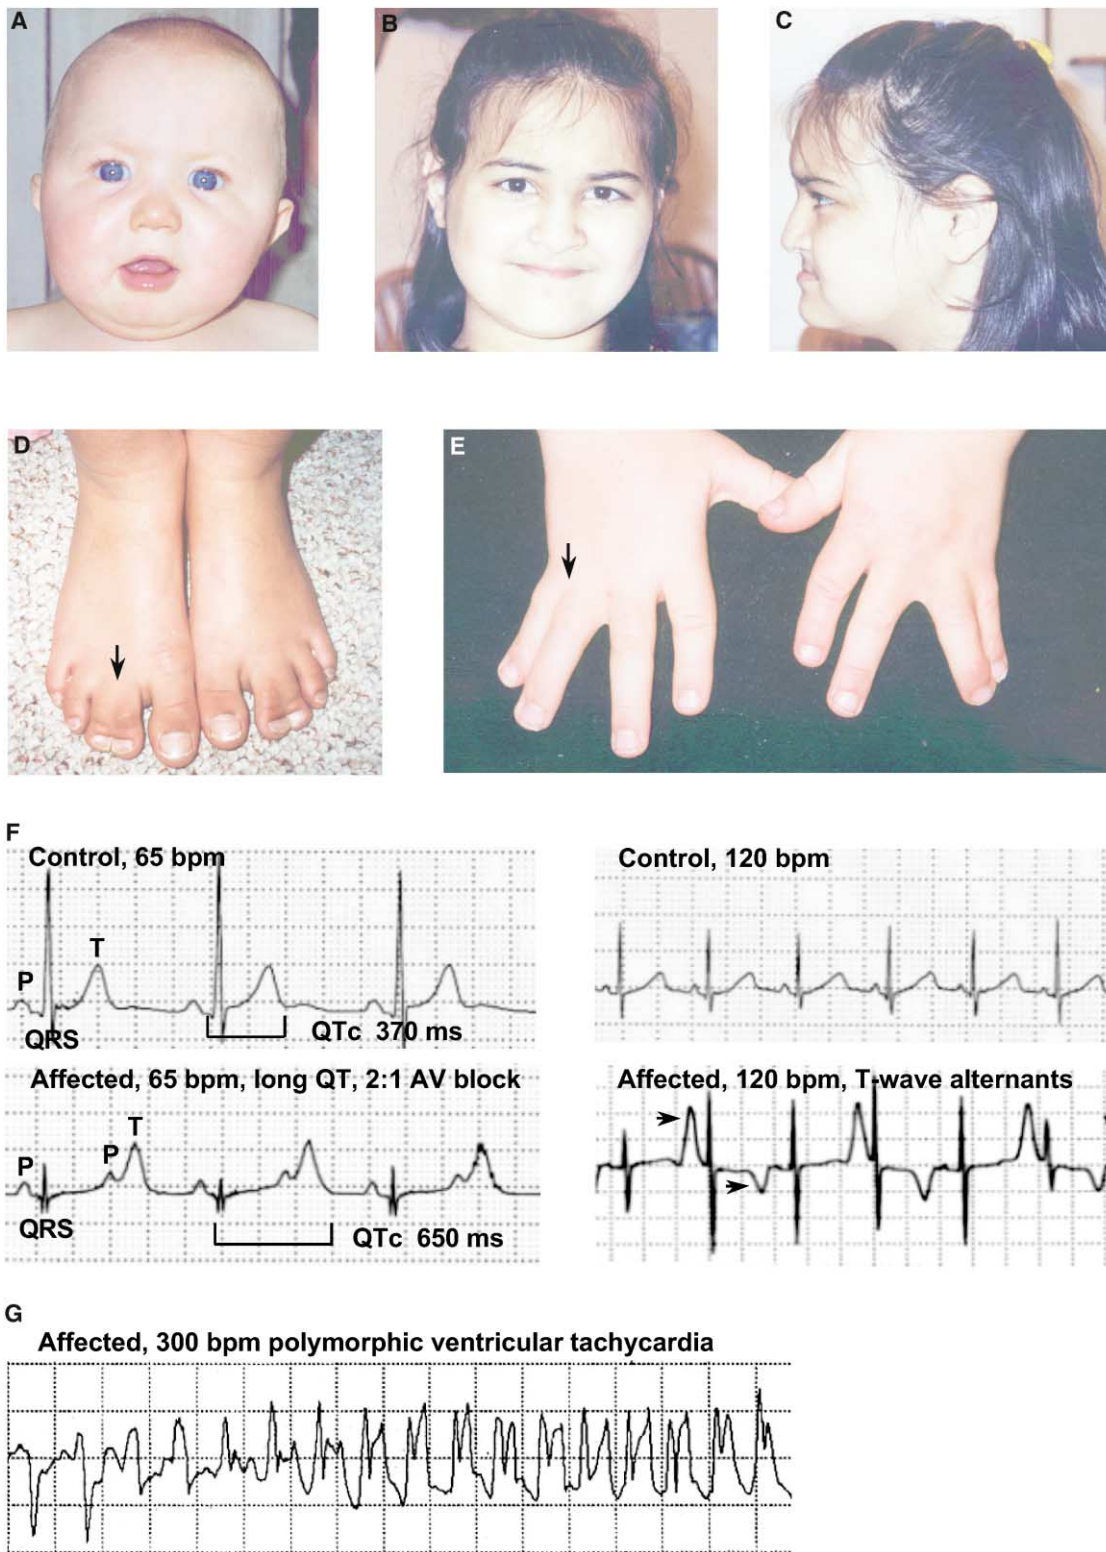 A
B
C
D
E
F
Control, 65 bpm
P
T
QRS
QTc 370 ms
Control, 120 bpm
Affected, 65 bpm, long QT, 2:1 AV block
P
P
T
QRS
QTc 650 ms
Affected, 120 bpm, T-wave alternants
G
Affected, 300 bpm polymorphic ventricular tachycardia